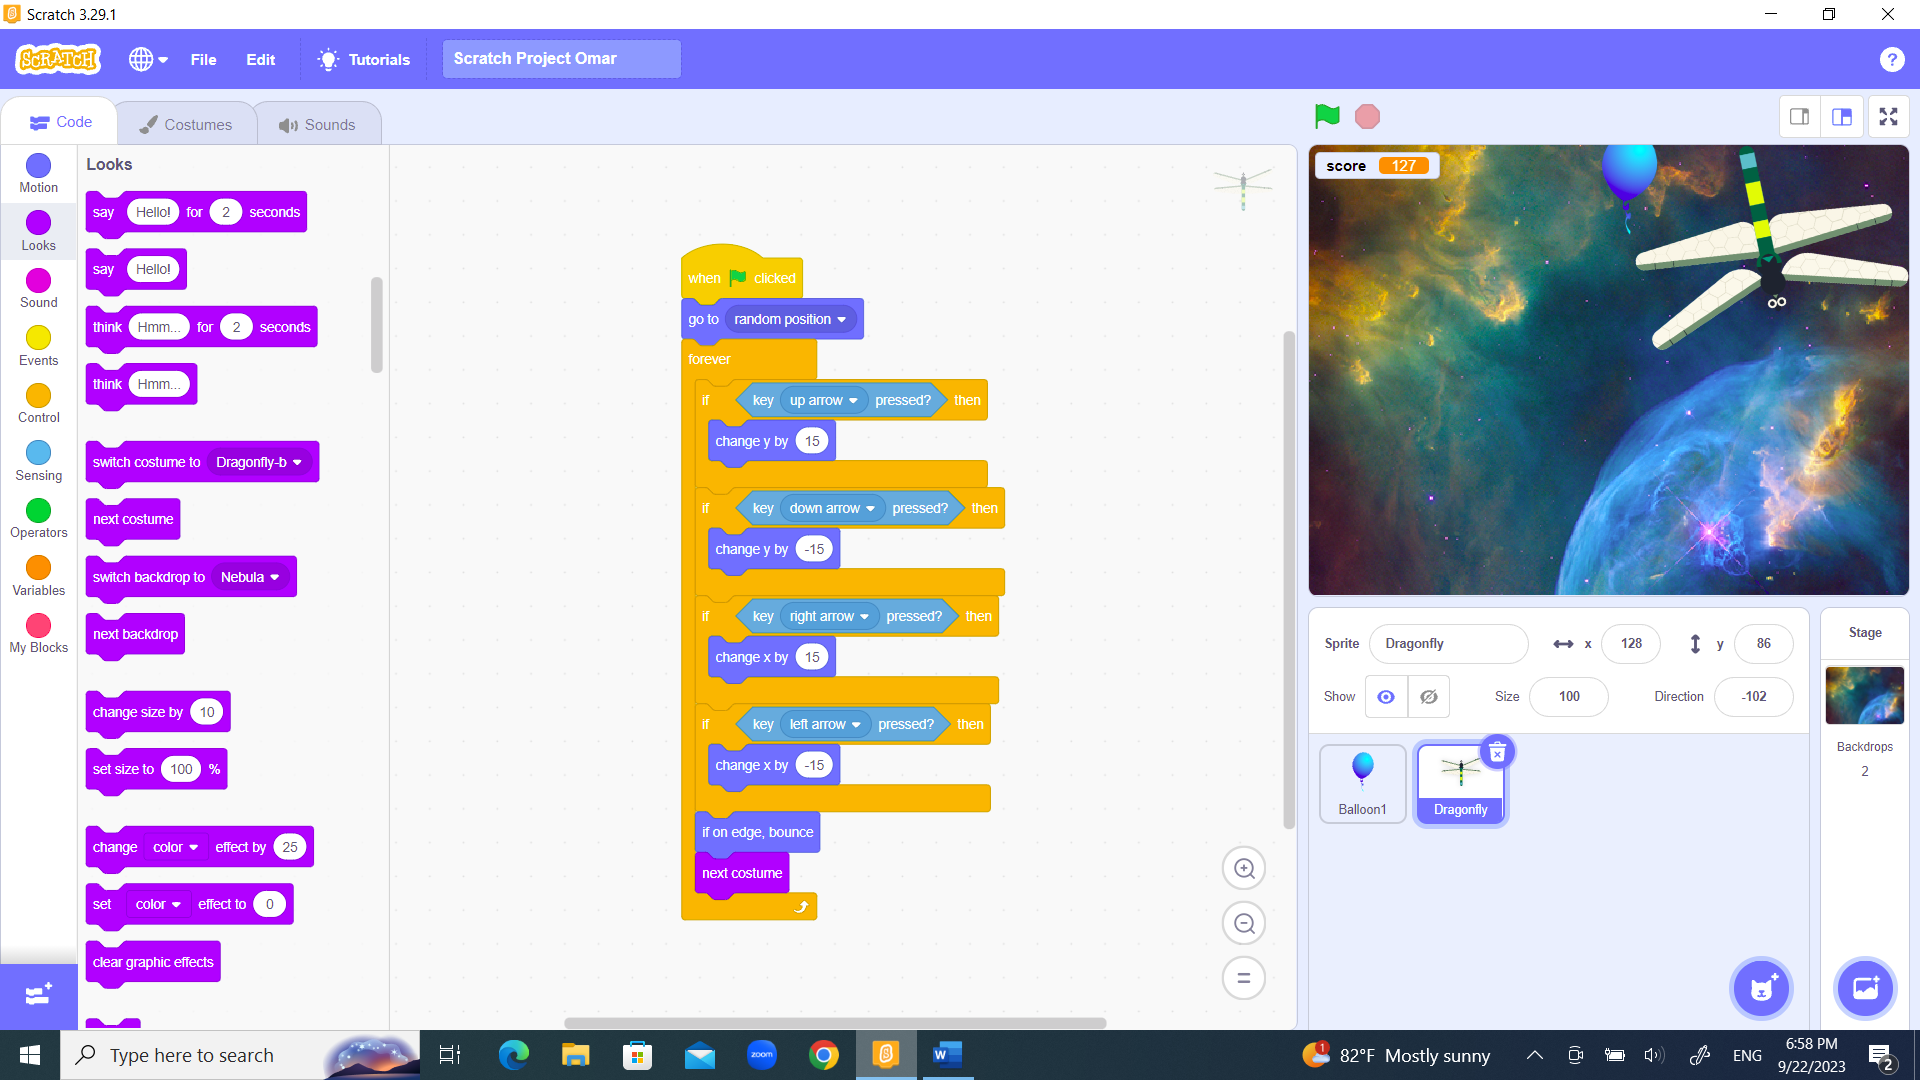 Scratch 3.29.1
SCRATCH
File
Edit
Tutorials
Scratch Project Omar
?
Code
Costumes
Sounds
Motion
Looks
Sound
Events
Control
Sensing
Operators
Variables
My Blocks
Looks
say Hello! for 2 seconds
say Hello!
think Hmm... for 2 seconds
think Hmm...
switch costume to Dragonfly-b
next costume
switch backdrop to Nebula
next backdrop
change size by 10
set size to 100 %
change color effect by 25
set color effect to 0
clear graphic effects
when clicked
go to random position
forever
if key up arrow pressed? then
change y by 15
if key down arrow pressed? then
change y by -15
if key right arrow pressed? then
change x by 15
if key left arrow pressed? then
change x by -15
if on edge, bounce
next costume
score 127
Sprite Dragonfly x 128 y 86
Show Size 100 Direction -102
Balloon1
Dragonfly
Stage
Backdrops
2
Type here to search
zoom
W
1
82°F Mostly sunny
ENG
6:58 PM
9/22/2023
2